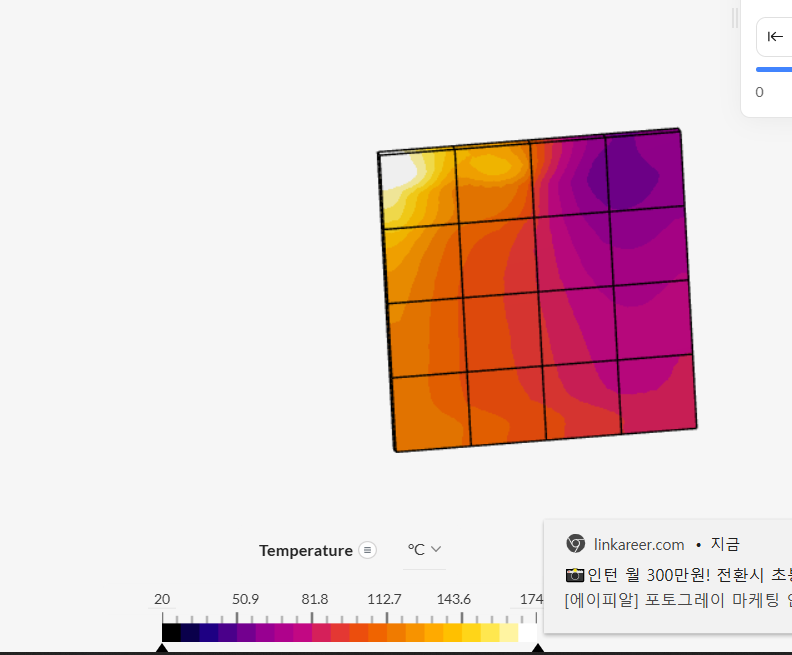 0
Temperature
°C
20 50.9 81.8 112.7 143.6 174
linkareer.com • 지금
📸인턴 월 300만원! 전환시 초
[에이피알] 포토그레이 마케팅